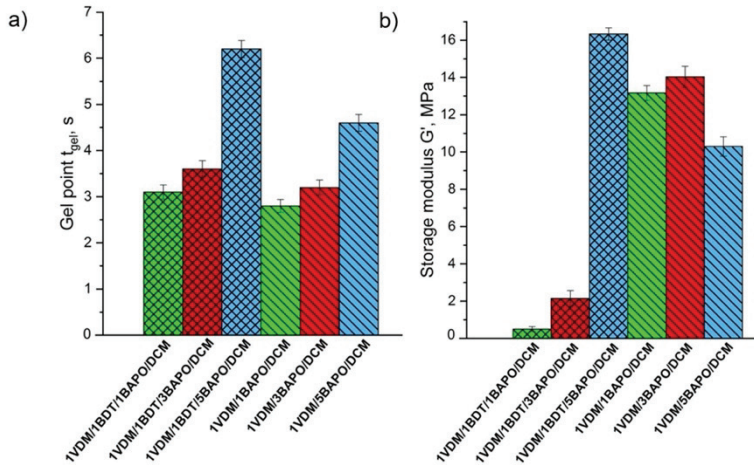 a)
Gel point t_gel, s
7
6
5
4
3
2
1
0
1VDM/1BDT/1BAPO/DCM
1VDM/1BDT/3BAPO/DCM
1VDM/1BDT/5BAPO/DCM
1VDM/1BAPO/DCM
1VDM/3BAPO/DCM
1VDM/5BAPO/DCM
b)
Storage modulus G', MPa
16
14
12
10
8
6
4
2
0
1VDM/1BDT/1BAPO/DCM
1VDM/1BDT/3BAPO/DCM
1VDM/1BDT/5BAPO/DCM
1VDM/1BAPO/DCM
1VDM/3BAPO/DCM
1VDM/5BAPO/DCM